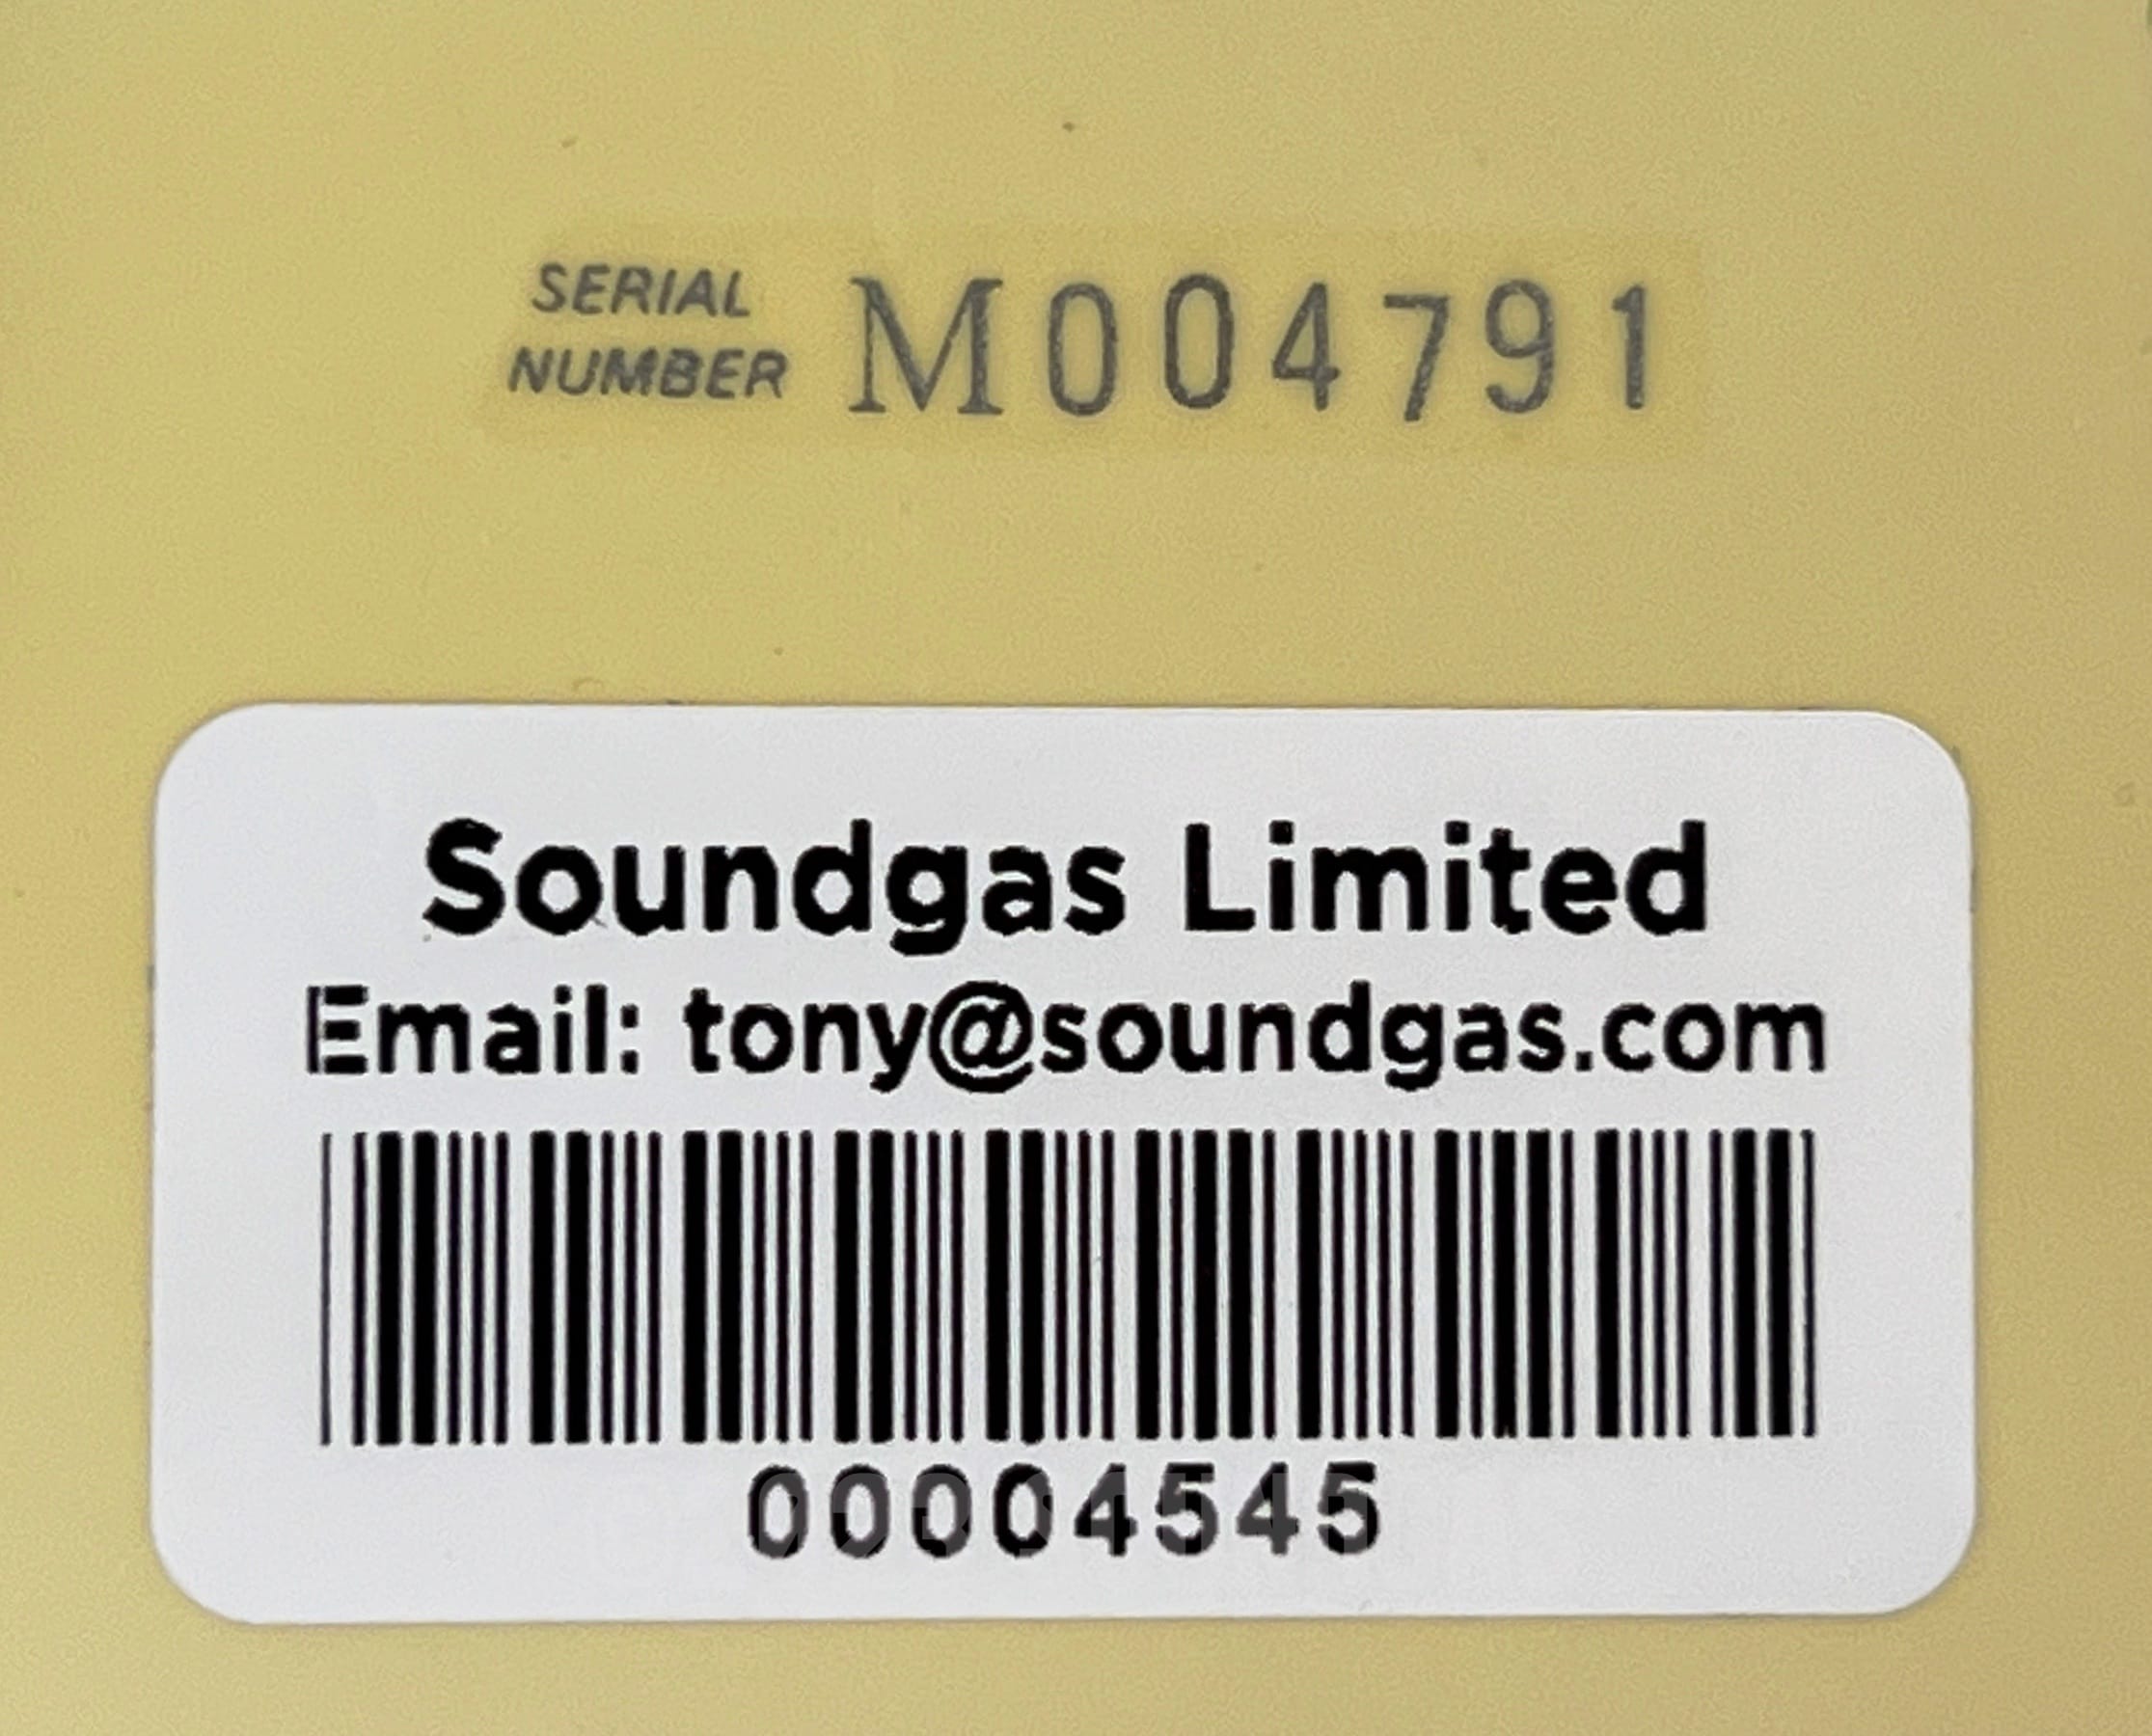 SERIAL
NUMBER M004791
Soundgas Limited
Email: tony@soundgas.com
00004545